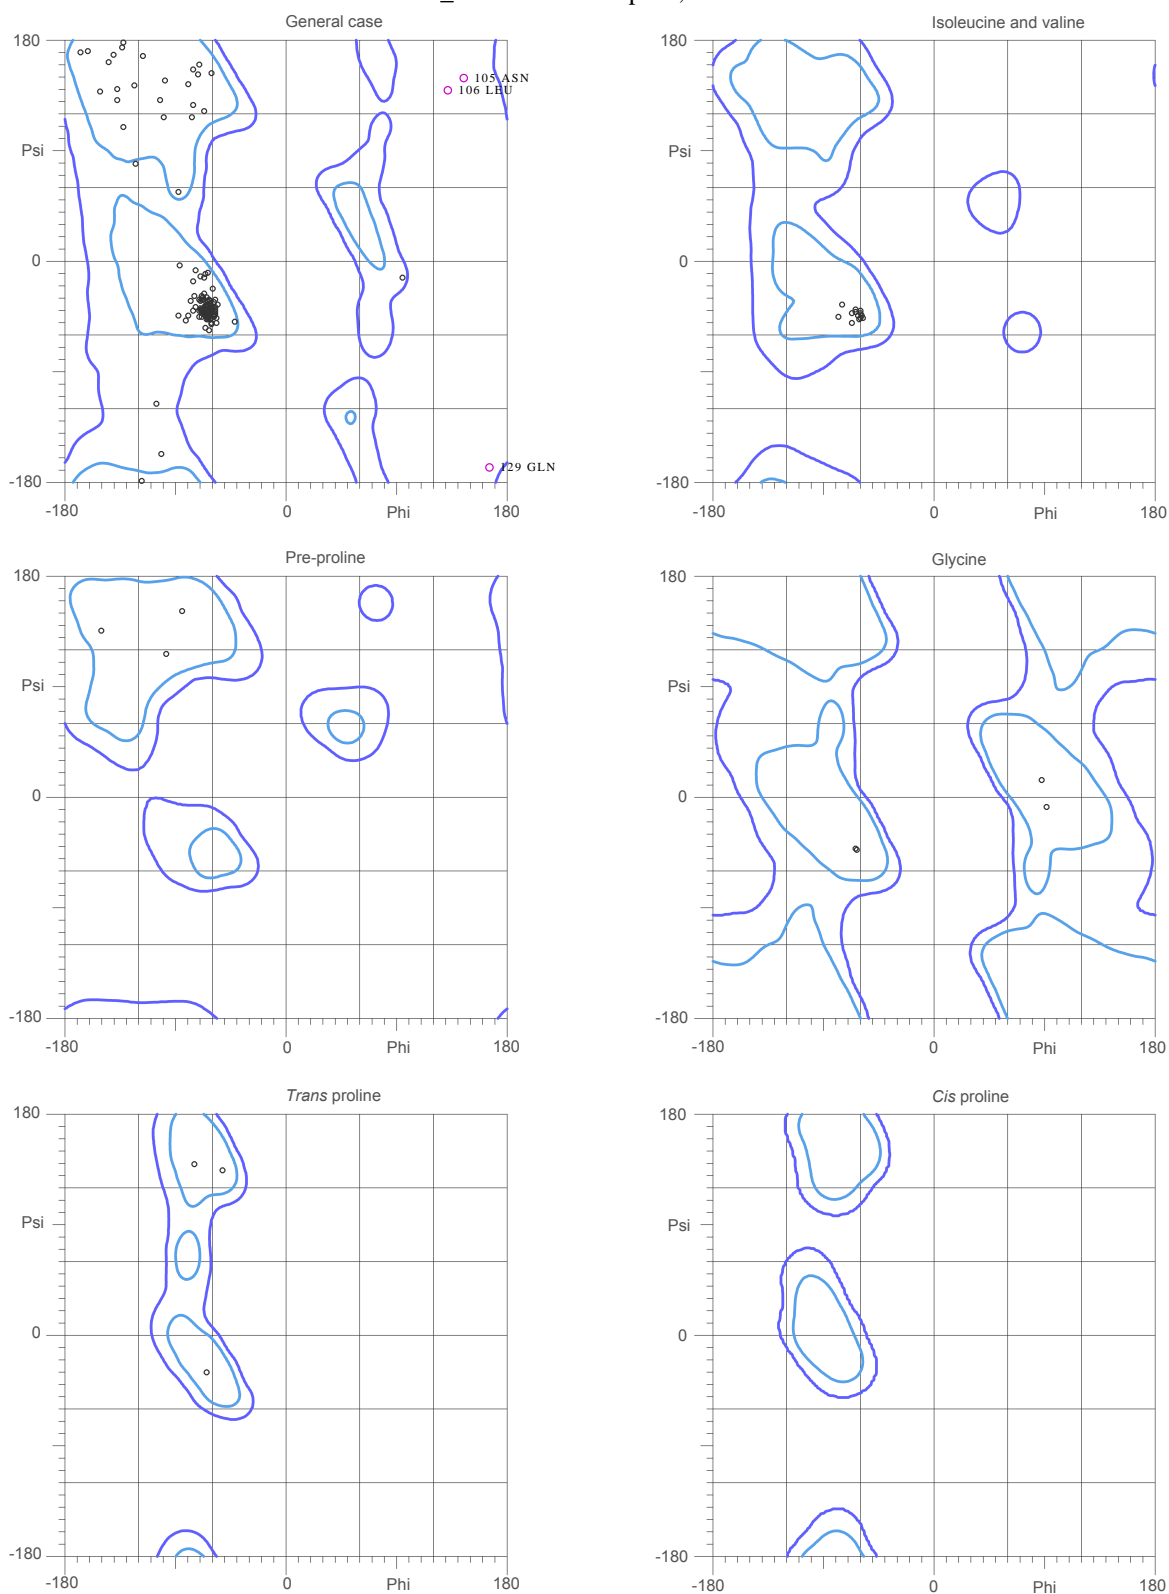 General case
Isoleucine and valine
180
105 ASN
106 LEU
Psi
0
129 GLN
-180
-180
0
Phi
180
180
Psi
0
-180
-180
0
Phi
180
Pre-proline
Glycine
180
Psi
0
-180
-180
0
Phi
180
180
Psi
0
-180
-180
0
Phi
180
Trans proline
Cis proline
180
Psi
0
-180
-180
0
Phi
180
180
Psi
0
-180
-180
0
Phi
180